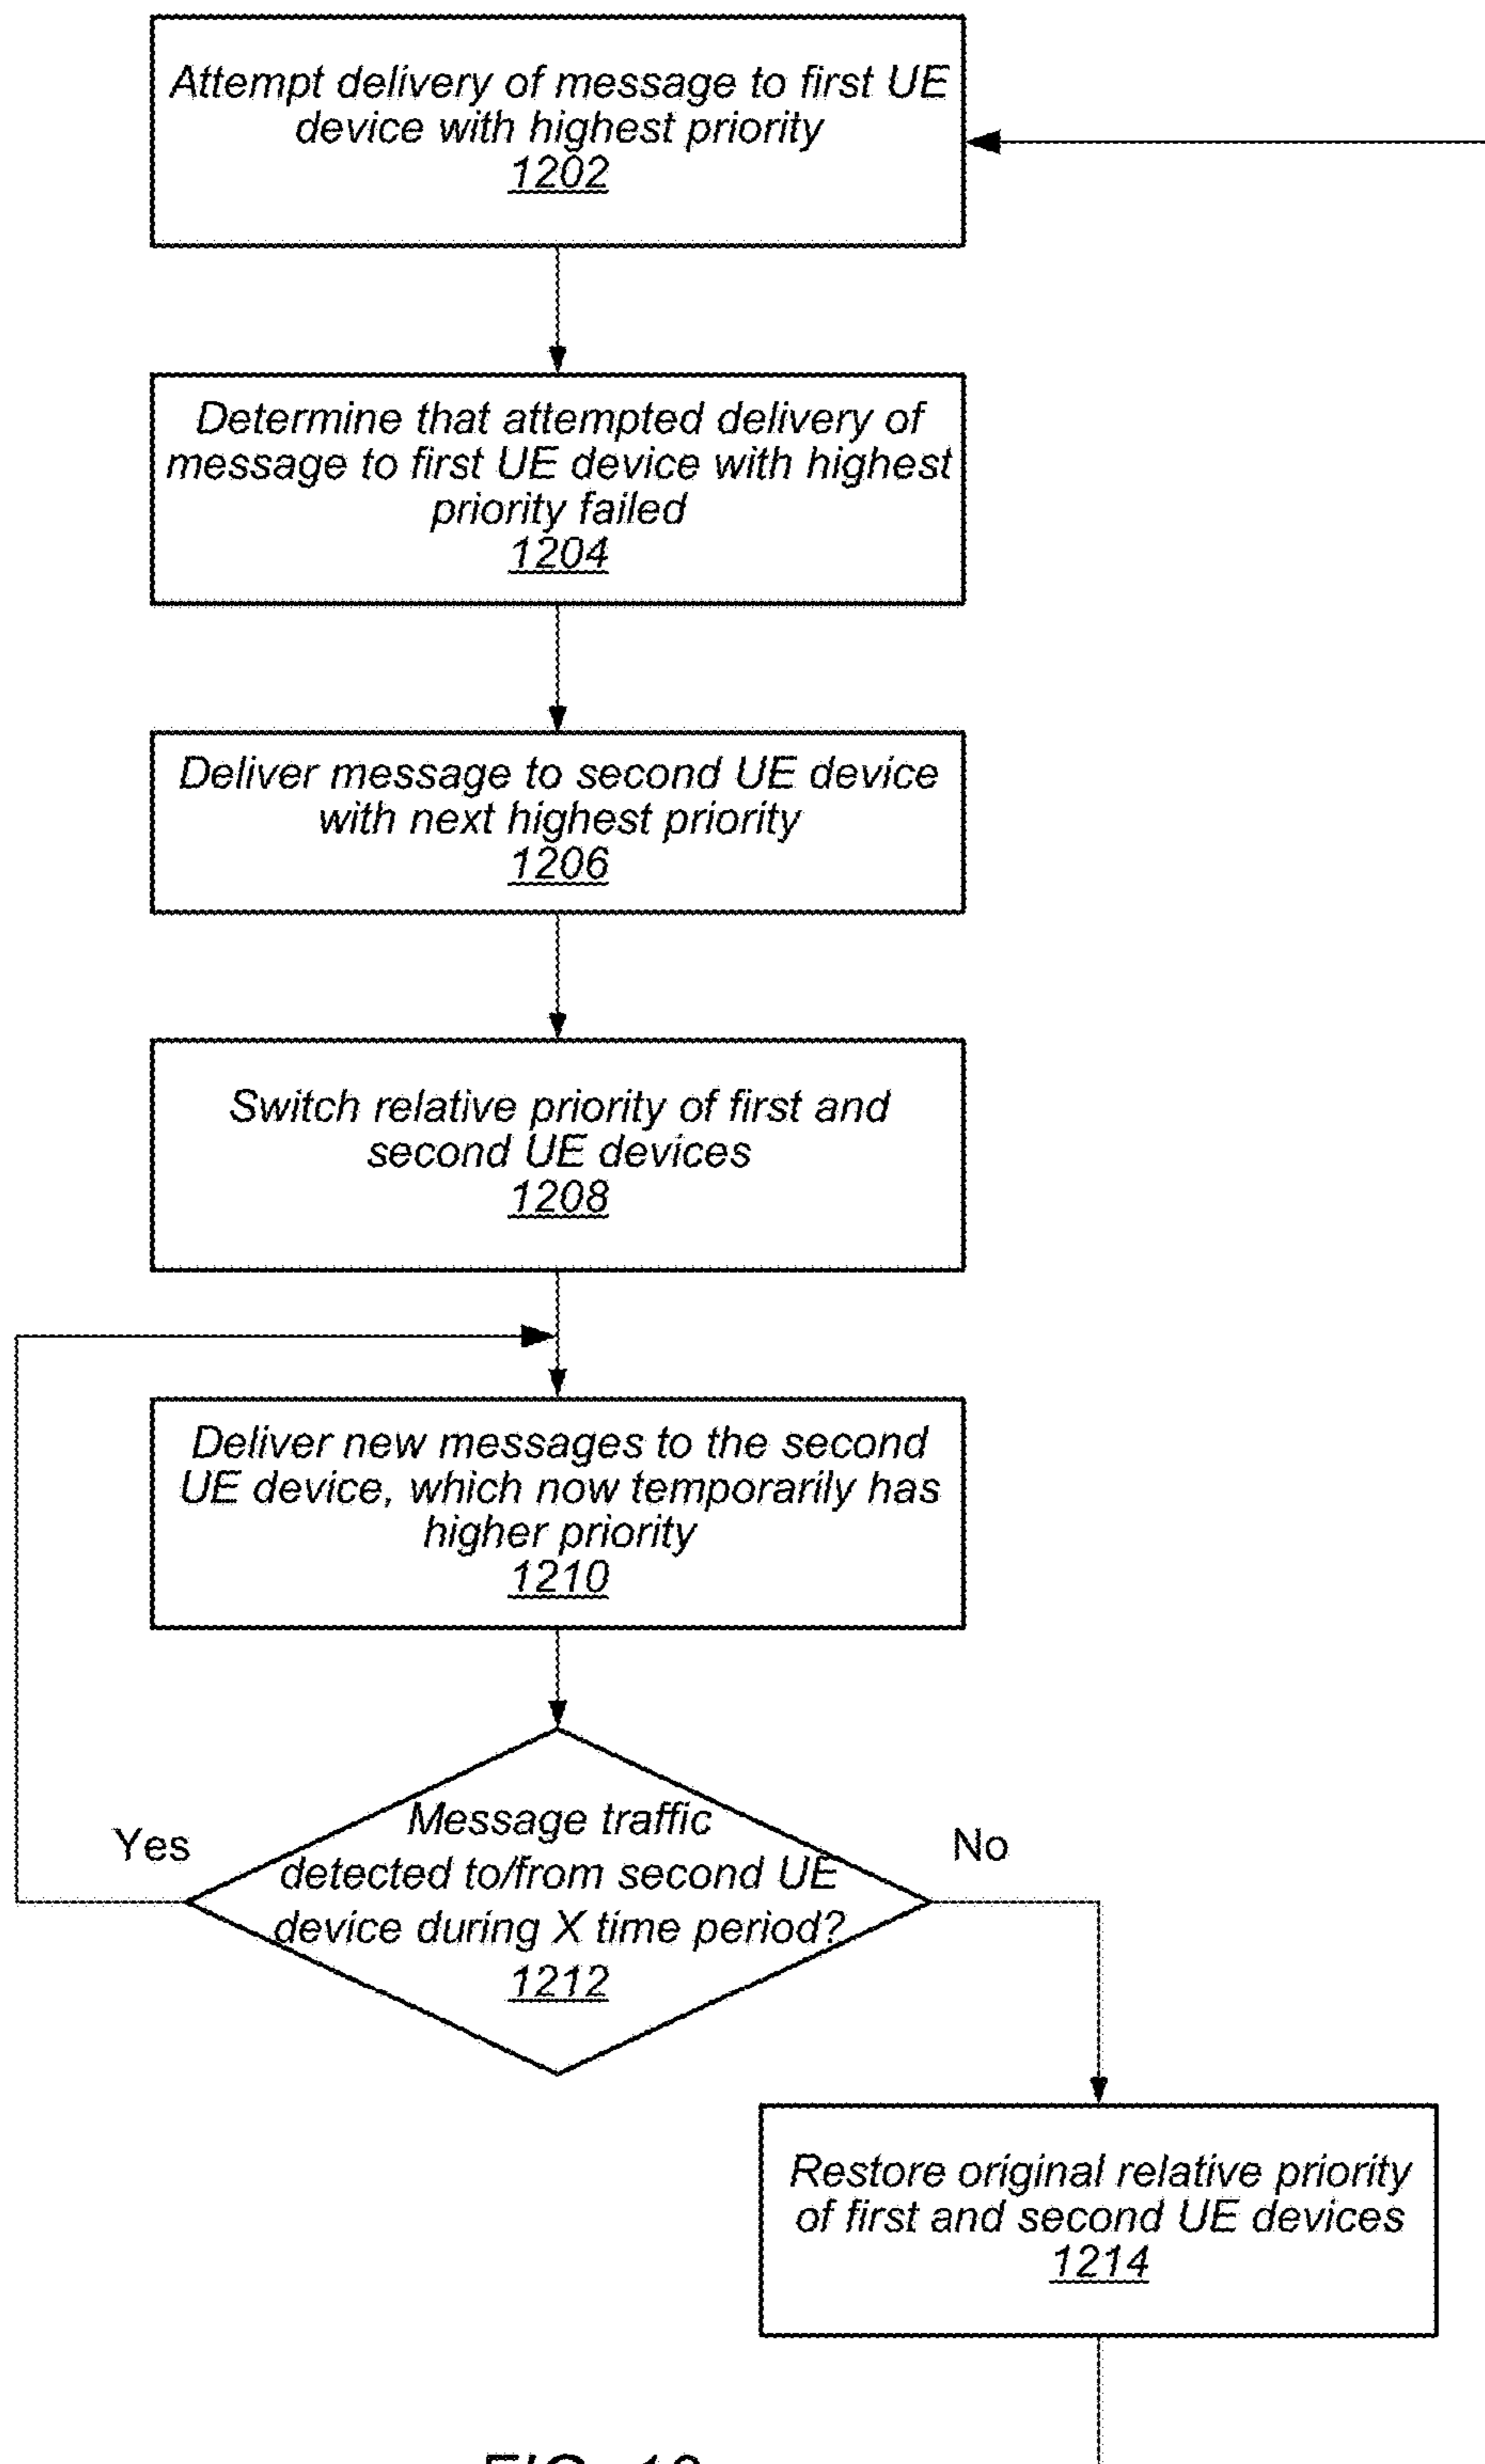 Attempt delivery of message to first UE
device with highest priority
1202
Determine that attempted delivery of
message to first UE device with highest
priority failed
1204
Deliver message to second UE device
with next highest priority
1206
Switch relative priority of first and
second UE devices
1208
Deliver new messages to the second
UE device, which now temporarily has
higher priority
1210
Message traffic
detected to/from second UE
device during X time period?
1212
Yes
No
Restore original relative priority
of first and second UE devices
1214